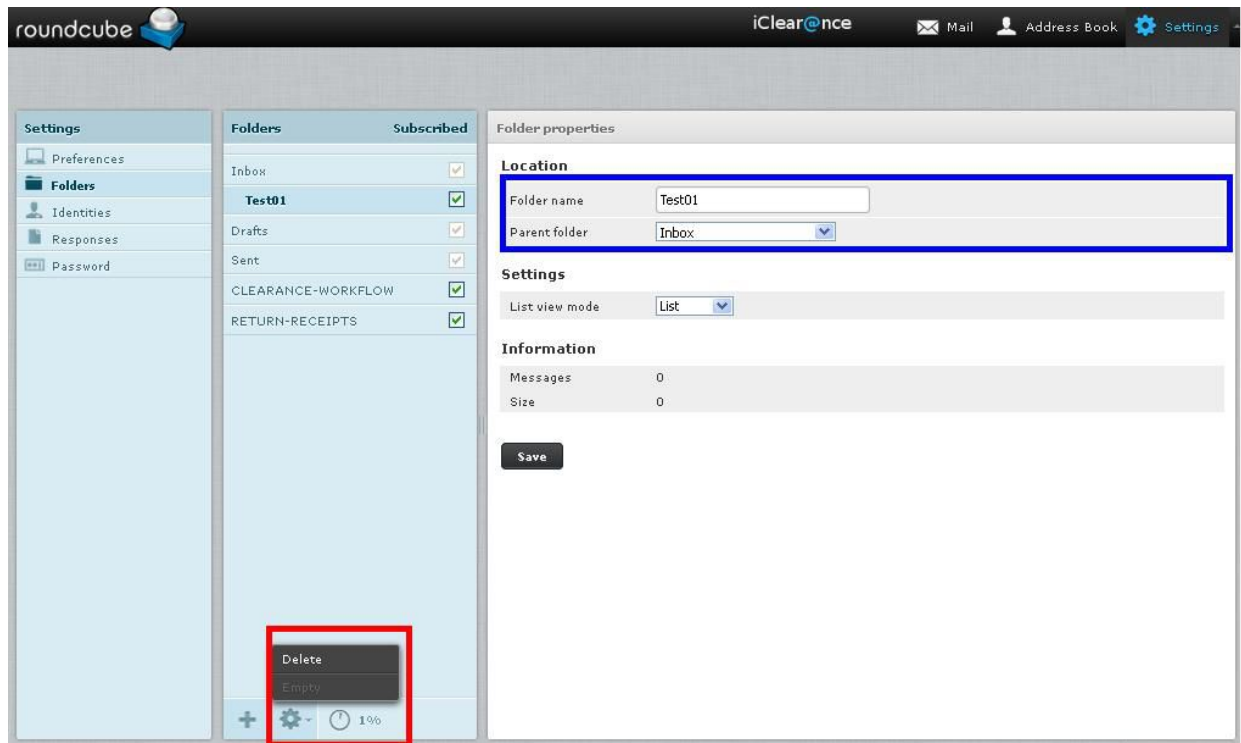 roundcube
iClear@nce
Mail
Address Book
Settings
Settings
Preferences
Folders
Identities
Responses
Password
Folders Subscribed
Inbox
Test01
Drafts
Sent
CLEARANCE-WORKFLOW
RETURN-RECEIPTS
Delete
Empty
1%
Folder properties
Location
Folder name Test01
Parent folder Inbox
Settings
List view mode List
Information
Messages 0
Size 0
Save